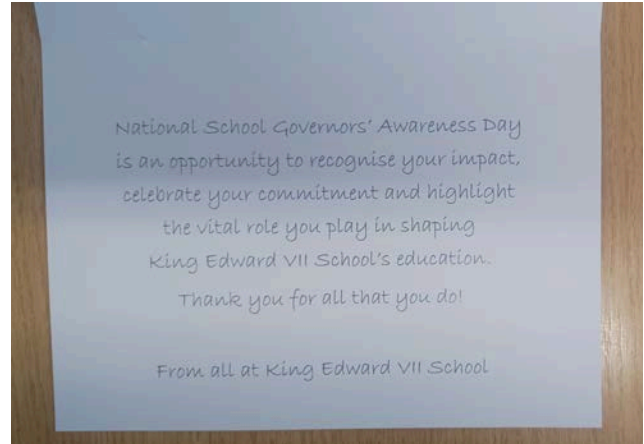 National School Governors' Awareness Day
is an opportunity to recognise your impact,
celebrate your commitment and highlight
the vital role you play in shaping
King Edward VII School's education.
Thank you for all that you do!
From all at King Edward VII School